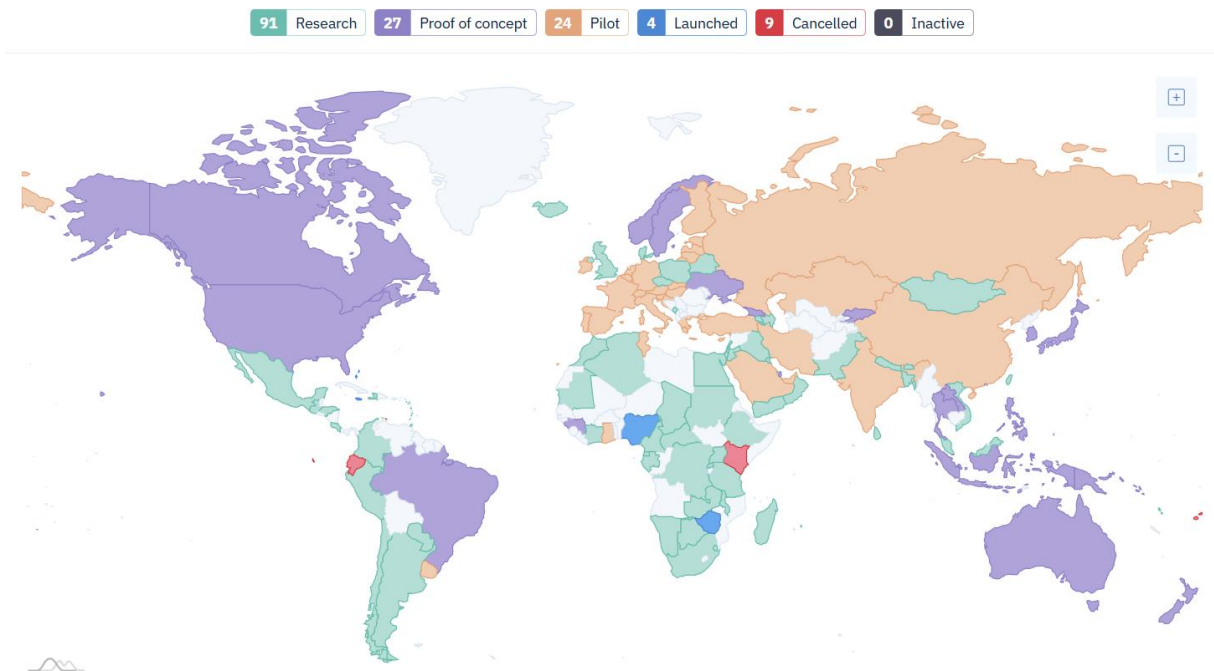 91 Research 27 Proof of concept 24 Pilot 4 Launched 9 Cancelled 0 Inactive
+
-